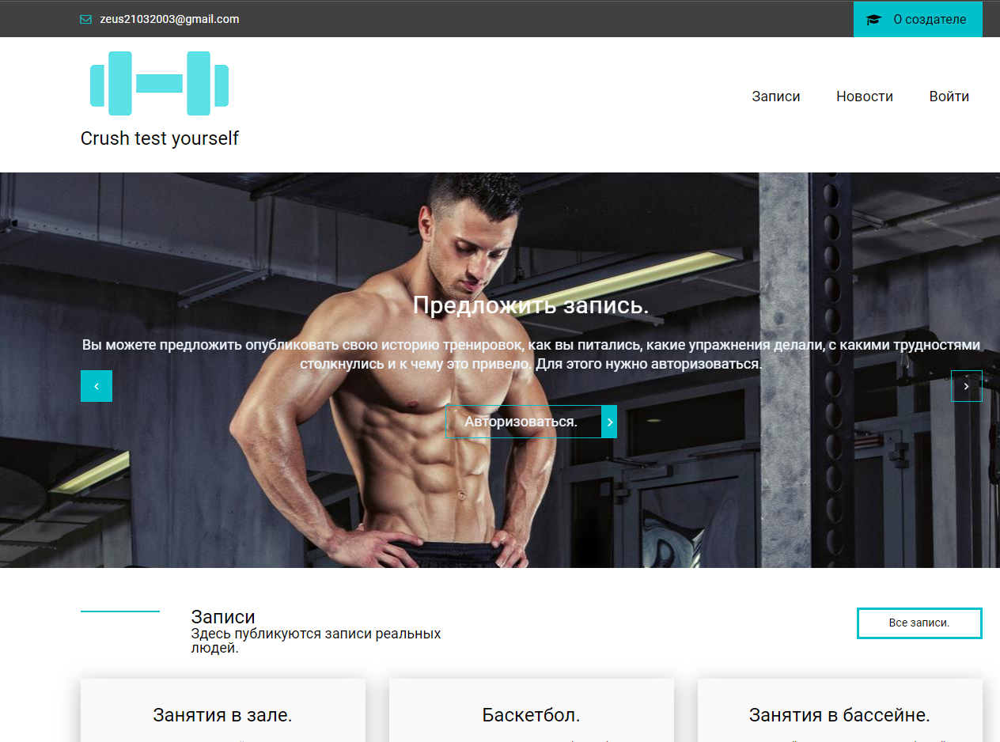 zeus21032003@gmail.com
О создателе
Crush test yourself
Записи
Новости
Войти
Предложить запись.
Вы можете предложить опубликовать свою историю тренировок, как вы питались, какие упражнения делали, с какими трудностями
столкнулись и к чему это привело. Для этого нужно авторизоваться.
Авторизоваться.
Записи
Здесь публикуются записи реальных
людей.
Все записи.
Занятия в зале.
Баскетбол.
Занятия в бассейне.